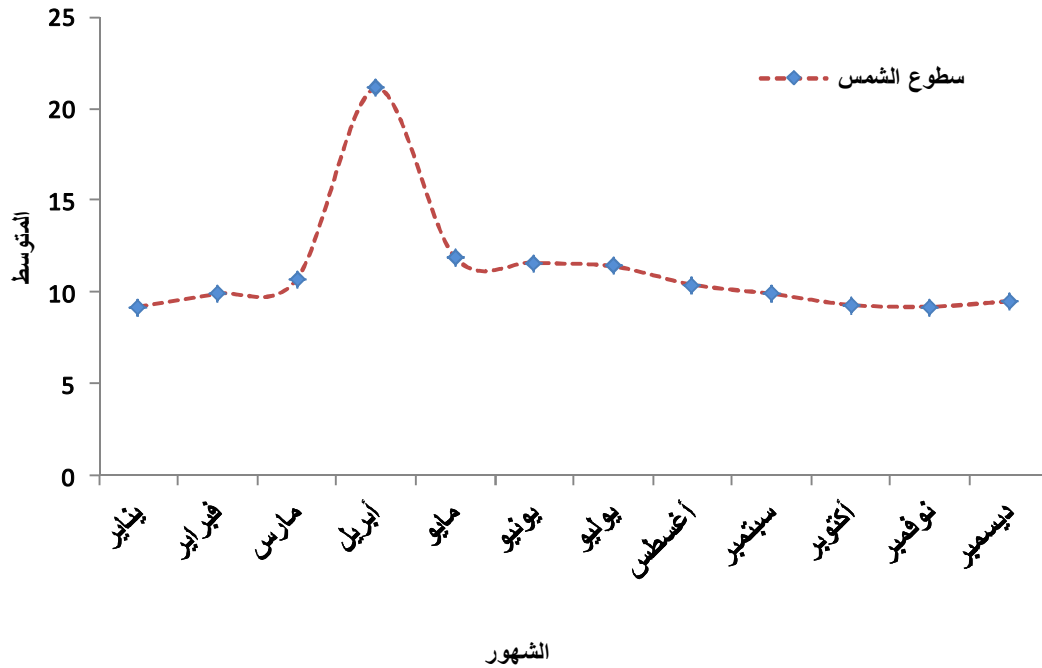 25
سطوع الشمس
20
15
المتوسط
10
5
0
يناير
فبراير
مارس
أبريل
مايو
يونيو
يوليو
أغسطس
سبتمبر
أكتوبر
نوفمبر
ديسمبر
الشهور